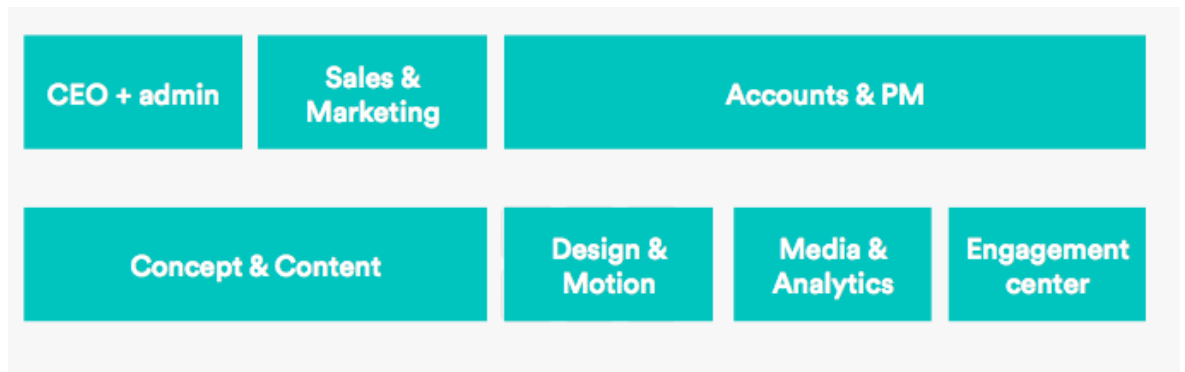 CEO + admin
Sales &
Marketing
Accounts & PM
Concept & Content
Design &
Motion
Media &
Analytics
Engagement
center